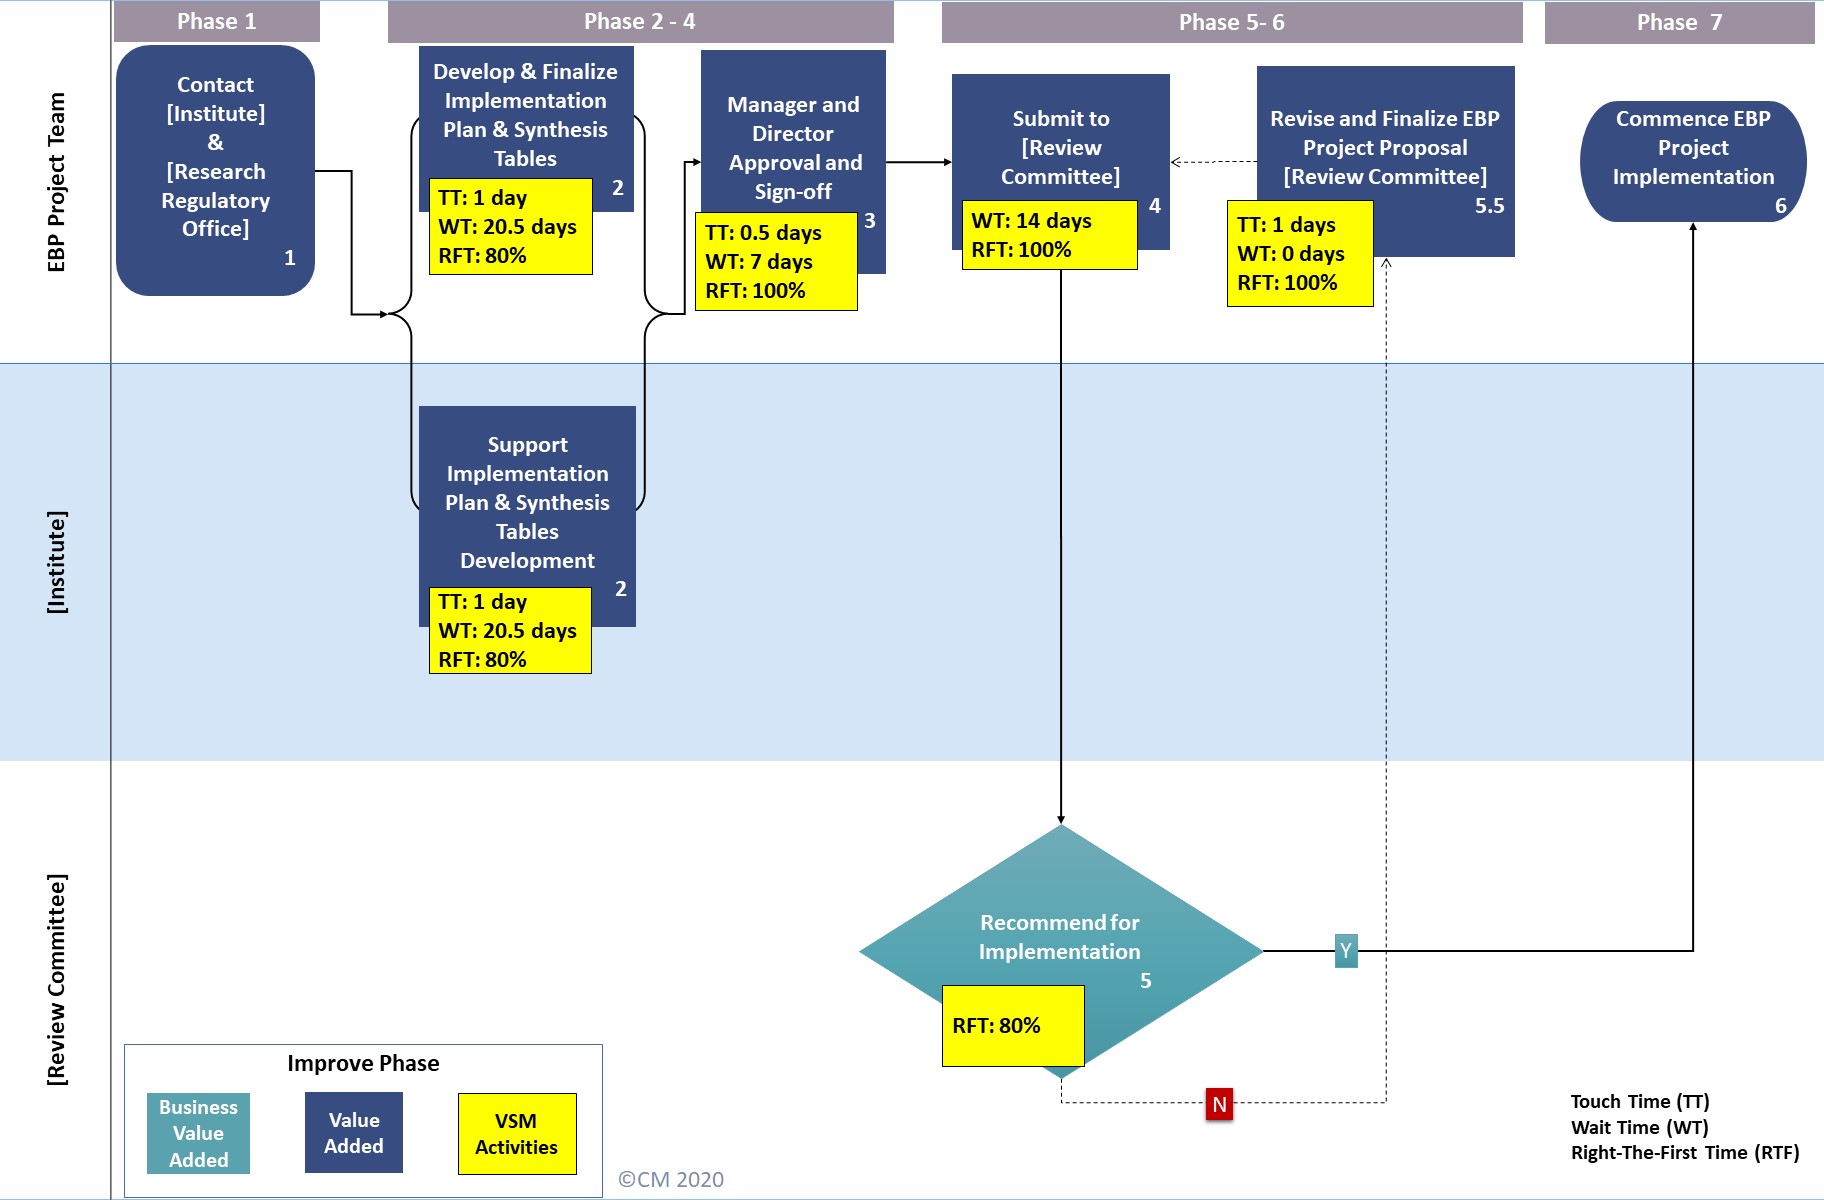 Phase 1
Phase 2 - 4
Phase 5- 6
Phase 7
EBP Project Team
Contact
[Institute]
&
[Research
Regulatory
Office]
1
Develop & Finalize
Implementation
Plan & Synthesis
Tables
2
TT: 1 day
WT: 20.5 days
RFT: 80%
Manager and
Director
Approval and
Sign-off
3
TT: 0.5 days
WT: 7 days
RFT: 100%
Submit to
[Review
Committee]
4
WT: 14 days
RFT: 100%
Revise and Finalize EBP
Project Proposal
[Review Committee]
5.5
TT: 1 days
WT: 0 days
RFT: 100%
Commence EBP
Project
Implementation
6
[Institute]
Support
Implementation
Plan & Synthesis
Tables
Development
2
TT: 1 day
WT: 20.5 days
RFT: 80%
[Review Committee]
Recommend for
Implementation
5
RFT: 80%
Y
N
Improve Phase
Business
Value
Added
Value
Added
VSM
Activities
©CM 2020
Touch Time (TT)
Wait Time (WT)
Right-The-First Time (RTF)